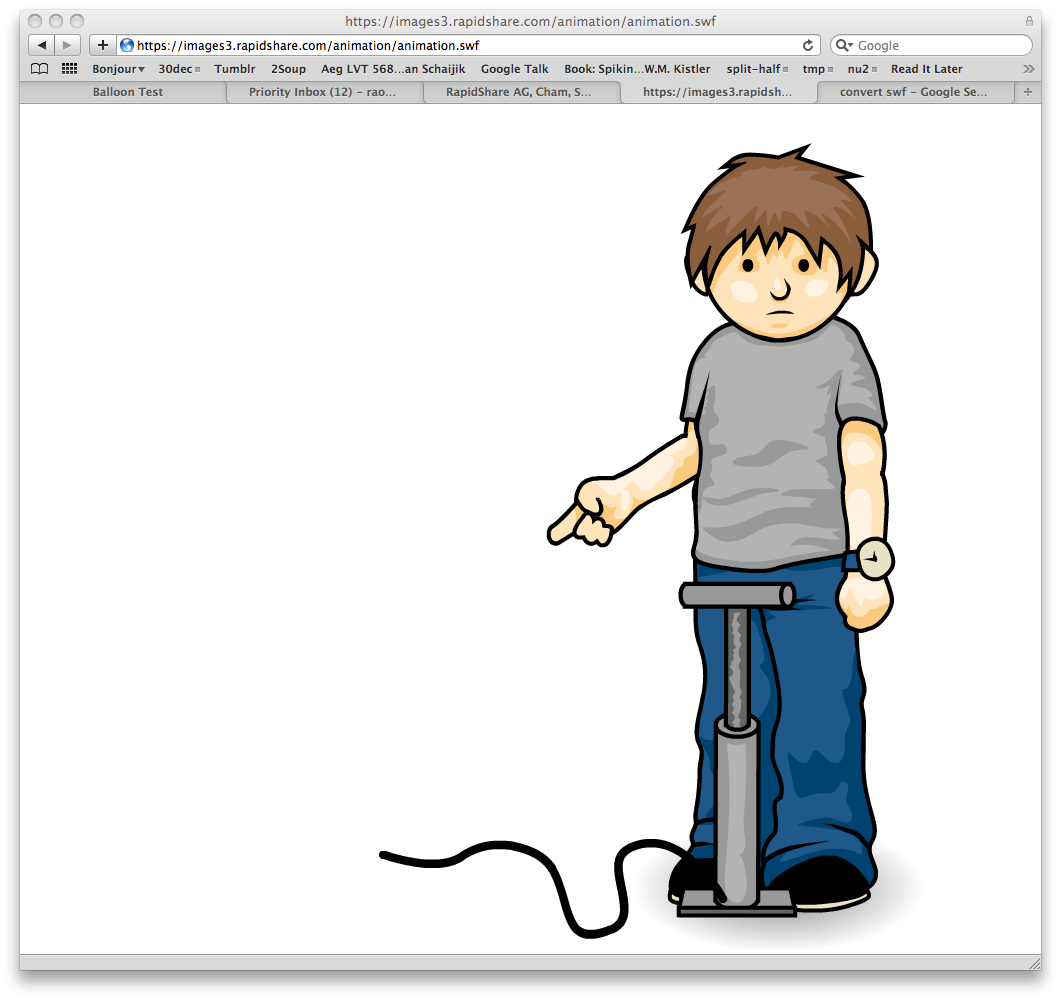 https://images3.rapidshare.com/animation/animation.swf
https://images3.rapidshare.com/animation/animation.swf Google
Bonjour 30dec Tumblr 2Soup Aeg LVT 568...an Schaijik Google Talk Book: Spikin...W.M. Kistler split-half tmp nu2 Read It Later
Balloon Test Priority Inbox (12) – rao... RapidShare AG, Cham, S... https://images3.rapidsh... convert swf – Google Se...